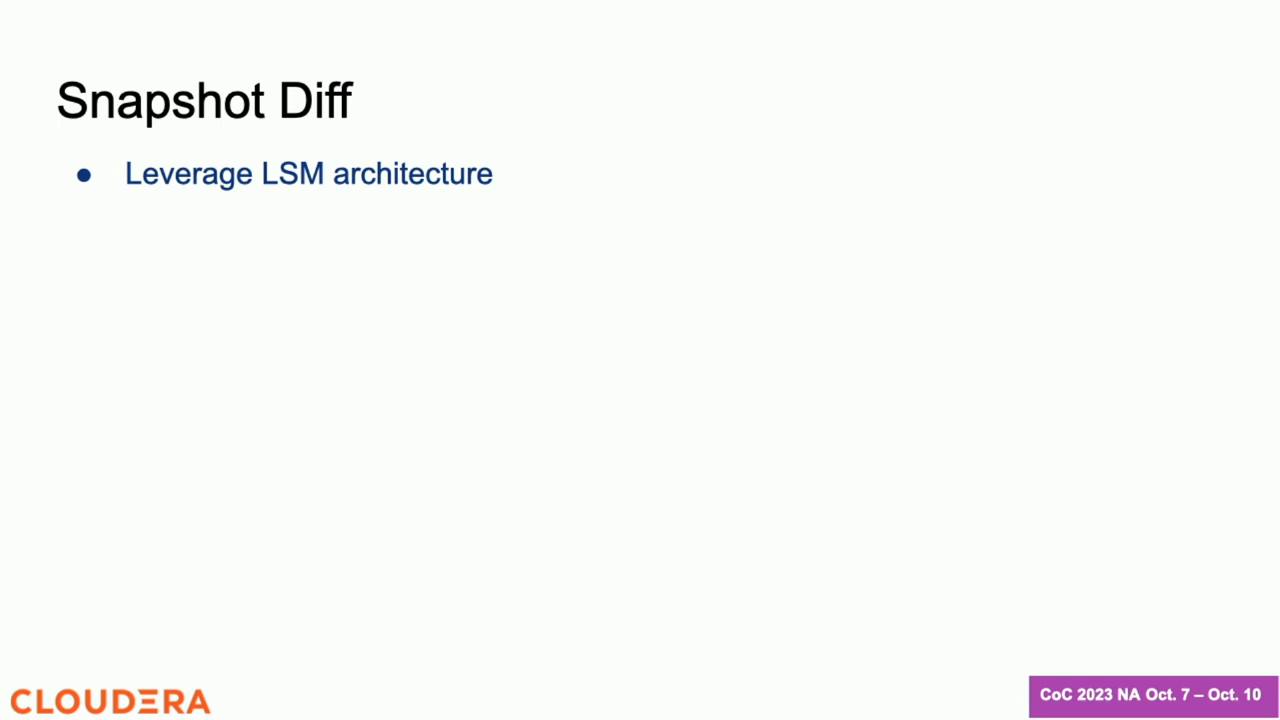 Snapshot Diff
● Leverage LSM architecture
CLOUDERA
CoC 2023 NA Oct. 7 – Oct. 10